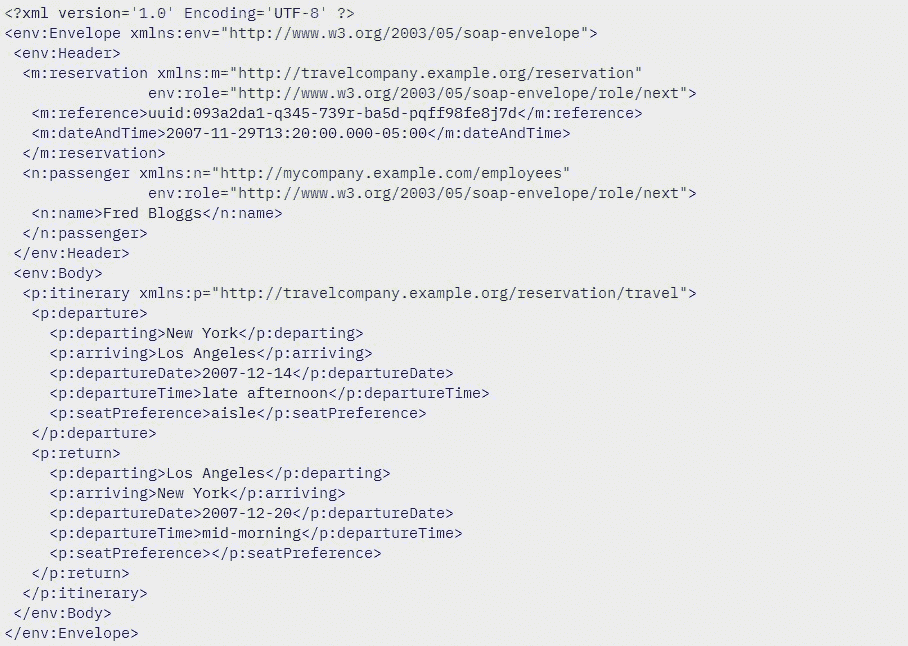 <?xml version='1.0' Encoding='UTF-8' ?>
<env:Envelope xmlns:env="http://www.w3.org/2003/05/soap-envelope">
<env:Header>
<m:reservation xmlns:m="http://travelcompany.example.org/reservation"
env:role="http://www.w3.org/2003/05/soap-envelope/role/next">
<m:reference>uuid:093a2da1-q345-739r-ba5d-pqff98fe8j7d</m:reference>
<m:dateAndTime>2007-11-29T13:20:00.000-05:00</m:dateAndTime>
</m:reservation>
<n:passenger xmlns:n="http://mycompany.example.com/employees"
env:role="http://www.w3.org/2003/05/soap-envelope/role/next">
<n:name>Fred Bloggs</n:name>
</n:passenger>
</env:Header>
<env:Body>
<p:itinerary xmlns:p="http://travelcompany.example.org/reservation/travel">
<p:departure>
<p:departing>New York</p:departing>
<p:arriving>Los Angeles</p:arriving>
<p:departureDate>2007-12-14</p:departureDate>
<p:departureTime>late afternoon</p:departureTime>
<p:seatPreference>aisle</p:seatPreference>
</p:departure>
<p:return>
<p:departing>Los Angeles</p:departing>
<p:arriving>New York</p:arriving>
<p:departureDate>2007-12-20</p:departureDate>
<p:departureTime>mid-morning</p:departureTime>
<p:seatPreference></p:seatPreference>
</p:return>
</p:itinerary>
</env:Body>
</env:Envelope>